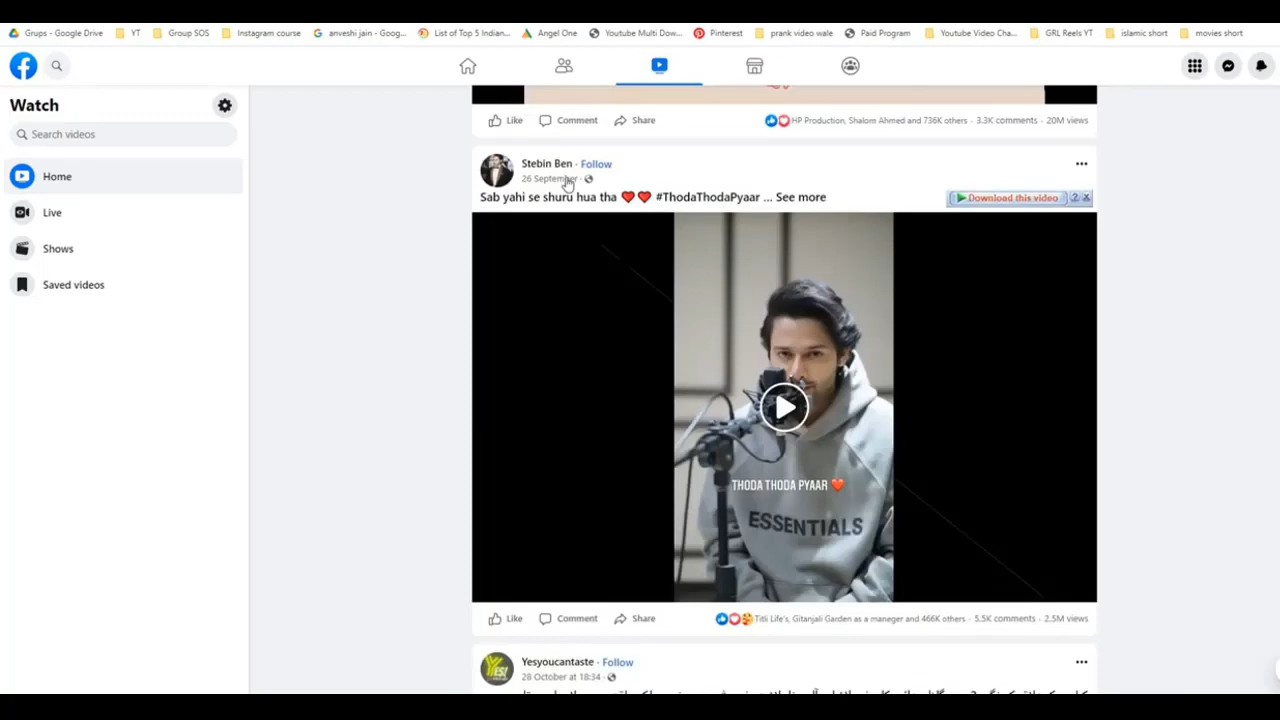 Grups - Google Drive YT Group SOS Instagram course anveshi jain - Goog... List of Top 5 Indian... Angel One Youtube Multi Dow... Pinterest prank video wale Paid Program Youtube Video Cha... GRL Reels YT islamic short movies short
Watch
Search videos
Home
Live
Shows
Saved videos
Like Comment Share HP Production, Shalom Ahmed and 736K others · 3.3K comments · 20M views
Stebin Ben · Follow
26 September ·
Sab yahi se shuru hua tha ❤️❤️ #ThodaThodaPyaar ... See more
Download this video ? X
THODA THODA PYAAR ❤️
ESSENTIALS
Like Comment Share Titli Life's, Gitanjali Garden as a maneger and 466K others · 5.5K comments · 2.5M views
YES!
Yesyoucantaste · Follow
28 October at 18:34 ·